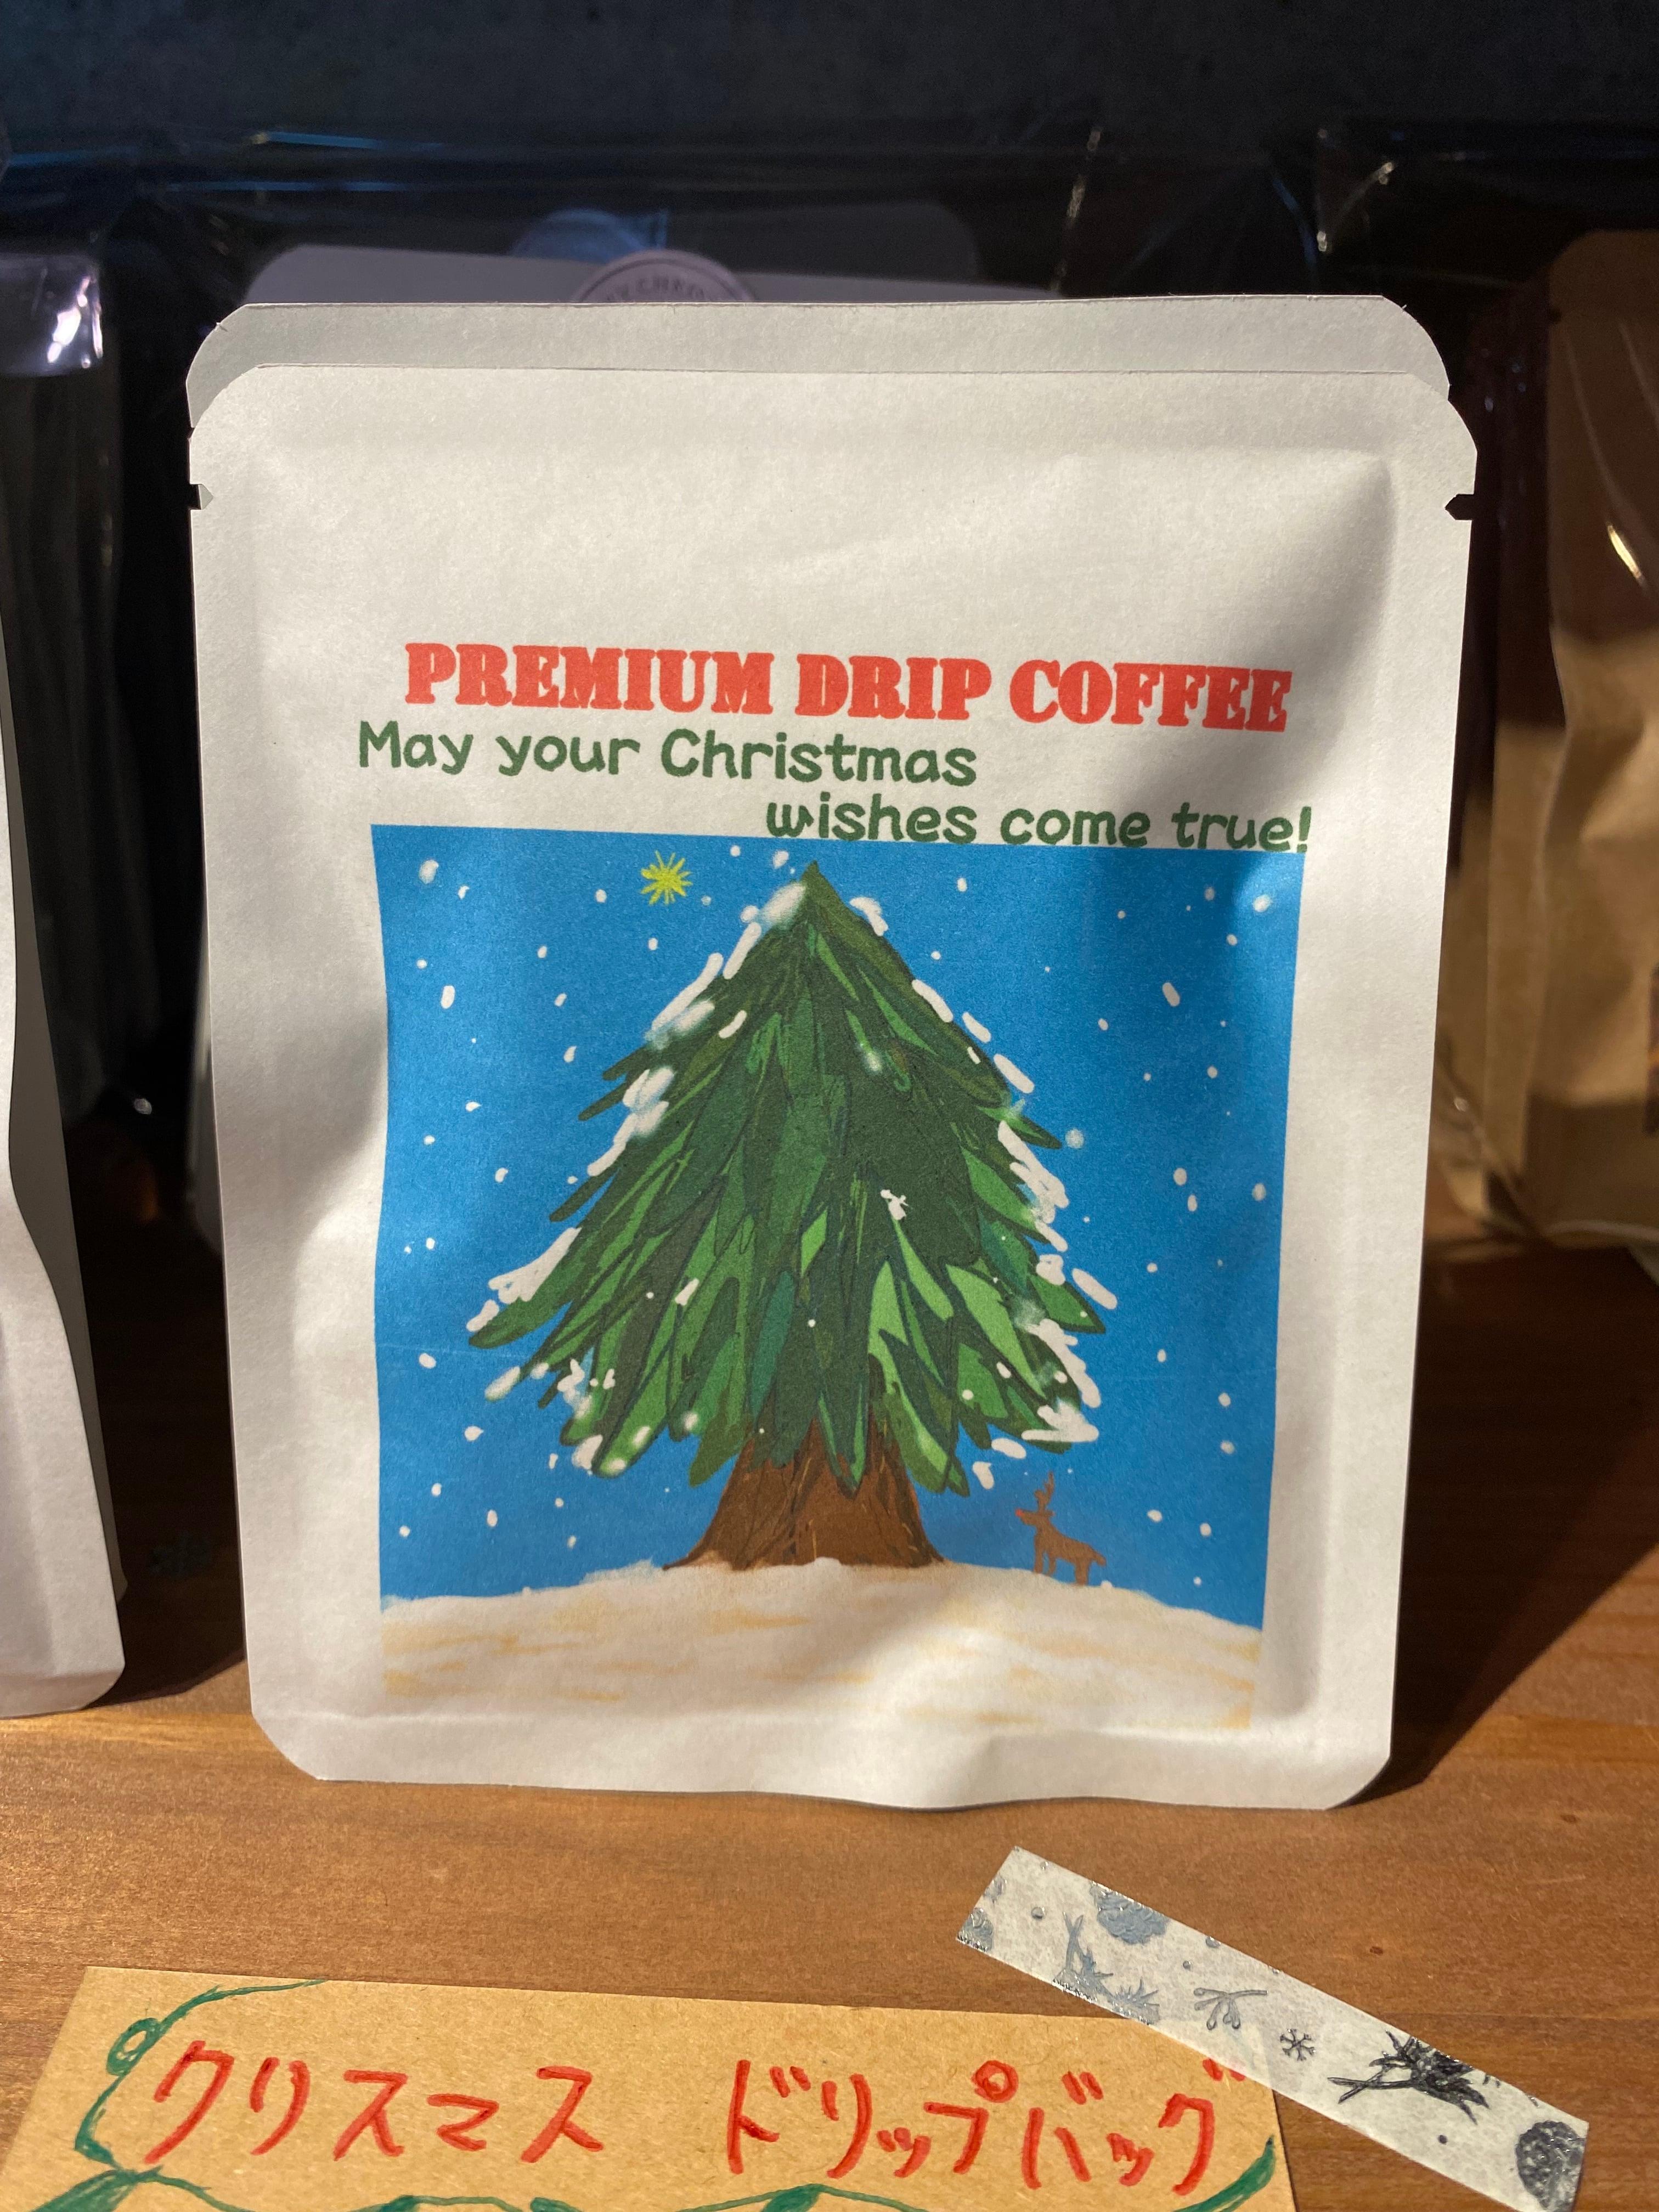 PREMIUM DRIP COFFEE
May your Christmas
wishes come true!
クリスマス ドリップバッグ